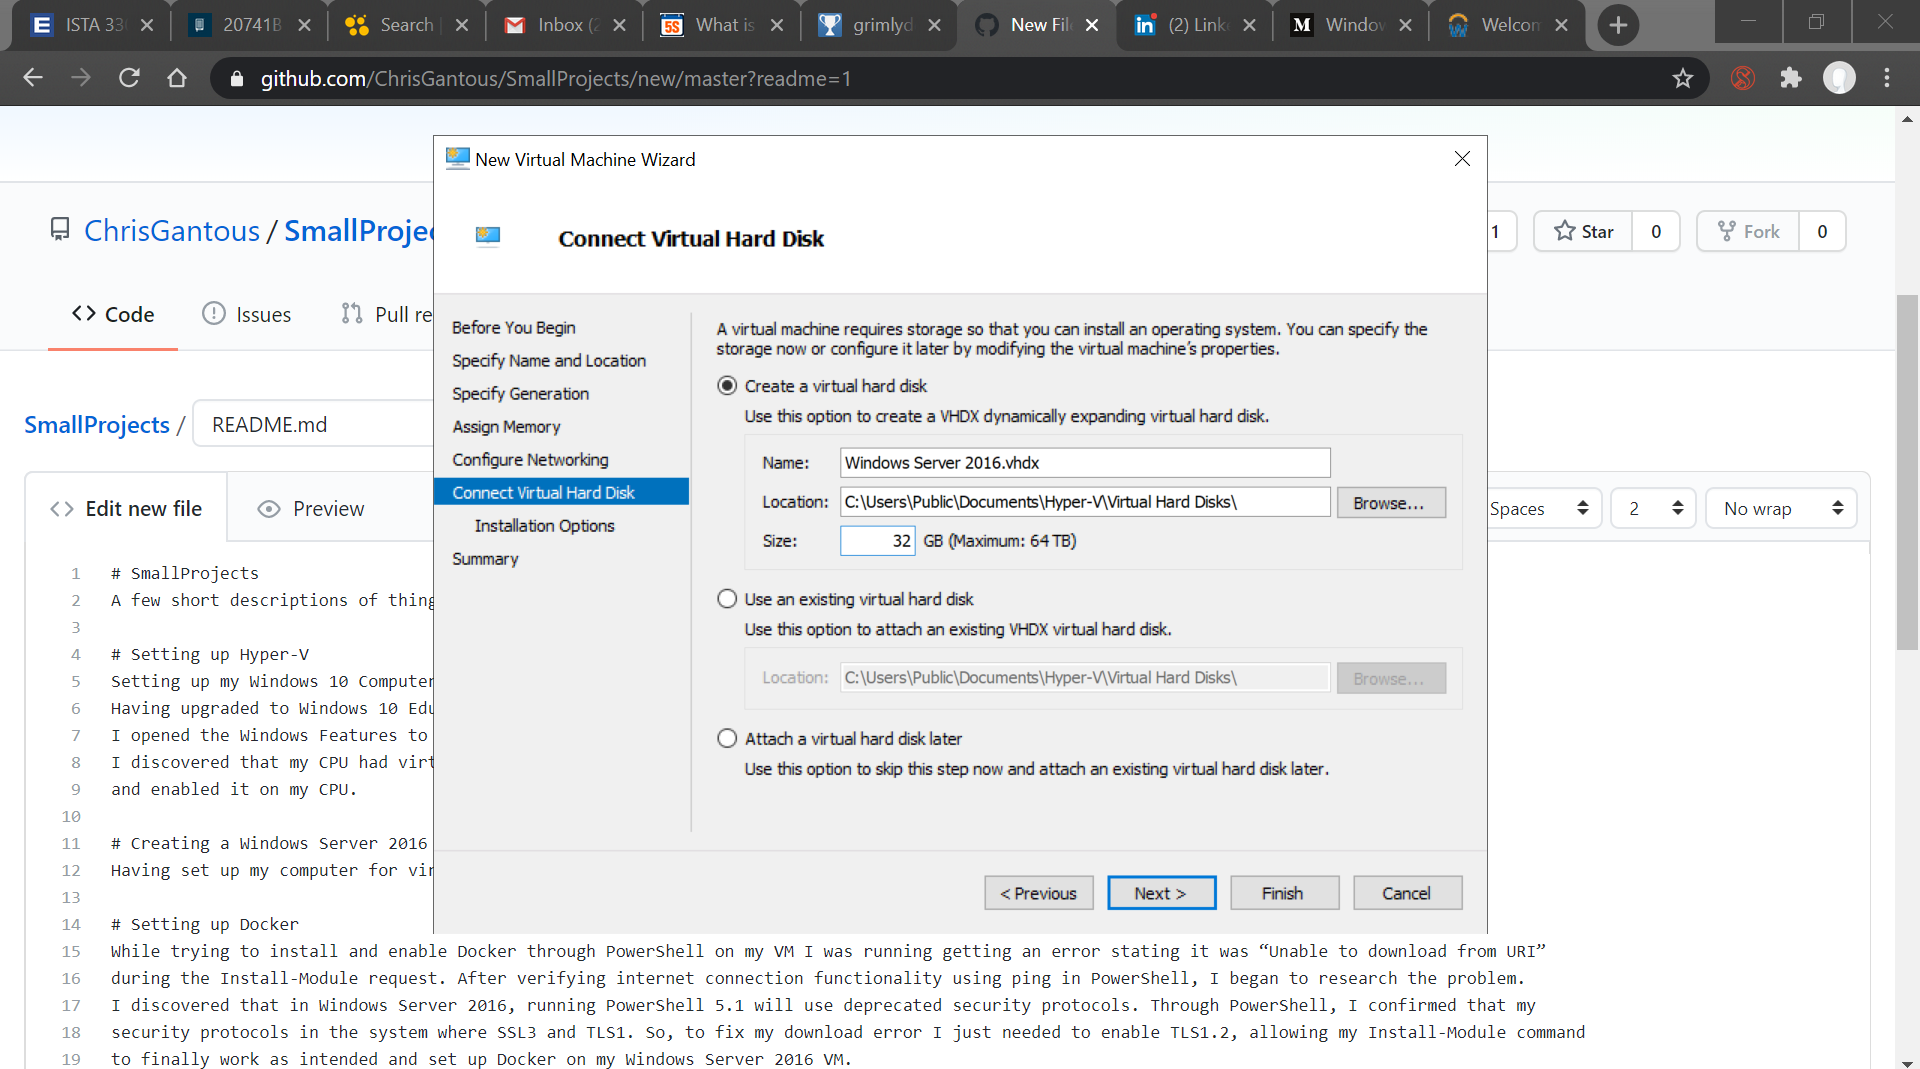 ISTA 33
20741B
Search
Inbox (2
What is
grimlyd
New Fil
(2) Link
Window
Welcom
github.com/ChrisGantous/SmallProjects/new/master?readme=1
New Virtual Machine Wizard
Connect Virtual Hard Disk
ChrisGantous / SmallProjec
1
Star 0
Fork 0
Code
Issues
Pull re
SmallProjects / README.md
Edit new file
Preview
Spaces
2
No wrap
Before You Begin
Specify Name and Location
Specify Generation
Assign Memory
Configure Networking
Connect Virtual Hard Disk
Installation Options
Summary
A virtual machine requires storage so that you can install an operating system. You can specify the
storage now or configure it later by modifying the virtual machine's properties.
Create a virtual hard disk
Use this option to create a VHDX dynamically expanding virtual hard disk.
Name: Windows Server 2016.vhdx
Location: C:\Users\Public\Documents\Hyper-V\Virtual Hard Disks\ Browse...
Size: 32 GB (Maximum: 64 TB)
Use an existing virtual hard disk
Use this option to attach an existing VHDX virtual hard disk.
Location: C:\Users\Public\Documents\Hyper-V\Virtual Hard Disks\ Browse...
Attach a virtual hard disk later
Use this option to skip this step now and attach an existing virtual hard disk later.
< Previous Next > Finish Cancel
1 # SmallProjects
2 A few short descriptions of thing
3
4 # Setting up Hyper-V
5 Setting up my Windows 10 Computer
6 Having upgraded to Windows 10 Edu
7 I opened the Windows Features to
8 I discovered that my CPU had virt
9 and enabled it on my CPU.
10
11 # Creating a Windows Server 2016
12 Having set up my computer for vir
13
14 # Setting up Docker
15 While trying to install and enable Docker through PowerShell on my VM I was running getting an error stating it was “Unable to download from URI”
16 during the Install-Module request. After verifying internet connection functionality using ping in PowerShell, I began to research the problem.
17 I discovered that in Windows Server 2016, running PowerShell 5.1 will use deprecated security protocols. Through PowerShell, I confirmed that my
18 security protocols in the system where SSL3 and TLS1. So, to fix my download error I just needed to enable TLS1.2, allowing my Install-Module command
19 to finally work as intended and set up Docker on my Windows Server 2016 VM.